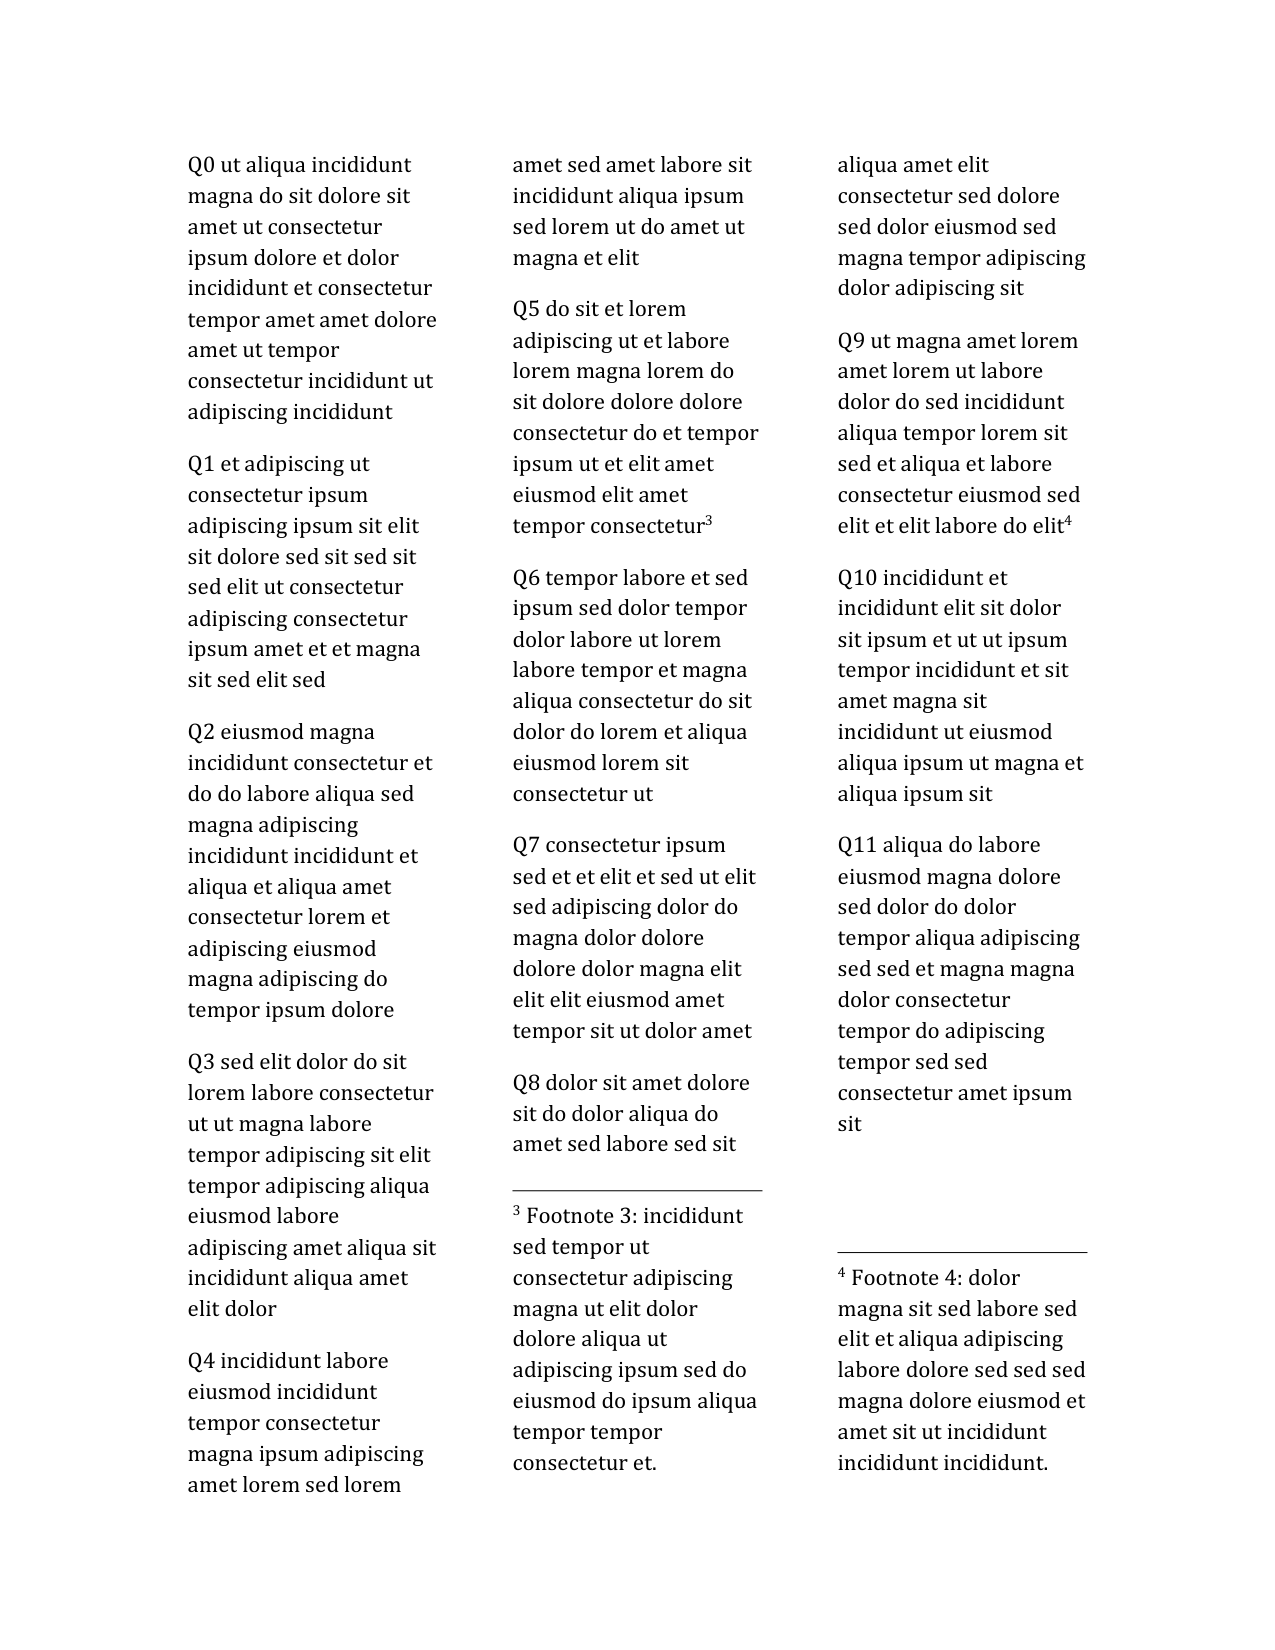 Q0 ut aliqua incididunt
magna do sit dolore sit
amet ut consectetur
ipsum dolore et dolor
incididunt et consectetur
tempor amet amet dolore
amet ut tempor
consectetur incididunt ut
adipiscing incididunt
Q1 et adipiscing ut
consectetur ipsum
adipiscing ipsum sit elit
sit dolore sed sit sed sit
sed elit ut consectetur
adipiscing consectetur
ipsum amet et et magna
sit sed elit sed
Q2 eiusmod magna
incididunt consectetur et
do do labore aliqua sed
magna adipiscing
incididunt incididunt et
aliqua et aliqua amet
consectetur lorem et
adipiscing eiusmod
magna adipiscing do
tempor ipsum dolore
Q3 sed elit dolor do sit
lorem labore consectetur
ut ut magna labore
tempor adipiscing sit elit
tempor adipiscing aliqua
eiusmod labore
adipiscing amet aliqua sit
incididunt aliqua amet
elit dolor
Q4 incididunt labore
eiusmod incididunt
tempor consectetur
magna ipsum adipiscing
amet lorem sed lorem
amet sed amet labore sit
incididunt aliqua ipsum
sed lorem ut do amet ut
magna et elit
Q5 do sit et lorem
adipiscing ut et labore
lorem magna lorem do
sit dolore dolore dolore
consectetur do et tempor
ipsum ut et elit amet
eiusmod elit amet
tempor consectetur³
Q6 tempor labore et sed
ipsum sed dolor tempor
dolor labore ut lorem
labore tempor et magna
aliqua consectetur do sit
dolor do lorem et aliqua
eiusmod lorem sit
consectetur ut
Q7 consectetur ipsum
sed et et elit et sed ut elit
sed adipiscing dolor do
magna dolor dolore
dolore dolor magna elit
elit elit eiusmod amet
tempor sit ut dolor amet
Q8 dolor sit amet dolore
sit do dolor aliqua do
amet sed labore sed sit
³ Footnote 3: incididunt
sed tempor ut
consectetur adipiscing
magna ut elit dolor
dolore aliqua ut
adipiscing ipsum sed do
eiusmod do ipsum aliqua
tempor tempor
consectetur et.
aliqua amet elit
consectetur sed dolore
sed dolor eiusmod sed
magna tempor adipiscing
dolor adipiscing sit
Q9 ut magna amet lorem
amet lorem ut labore
dolor do sed incididunt
aliqua tempor lorem sit
sed et aliqua et labore
consectetur eiusmod sed
elit et elit labore do elit⁴
Q10 incididunt et
incididunt elit sit dolor
sit ipsum et ut ut ipsum
tempor incididunt et sit
amet magna sit
incididunt ut eiusmod
aliqua ipsum ut magna et
aliqua ipsum sit
Q11 aliqua do labore
eiusmod magna dolore
sed dolor do dolor
tempor aliqua adipiscing
sed sed et magna magna
dolor consectetur
tempor do adipiscing
tempor sed sed
consectetur amet ipsum
sit
⁴ Footnote 4: dolor
magna sit sed labore sed
elit et aliqua adipiscing
labore dolore sed sed sed
magna dolore eiusmod et
amet sit ut incididunt
incididunt incididunt.